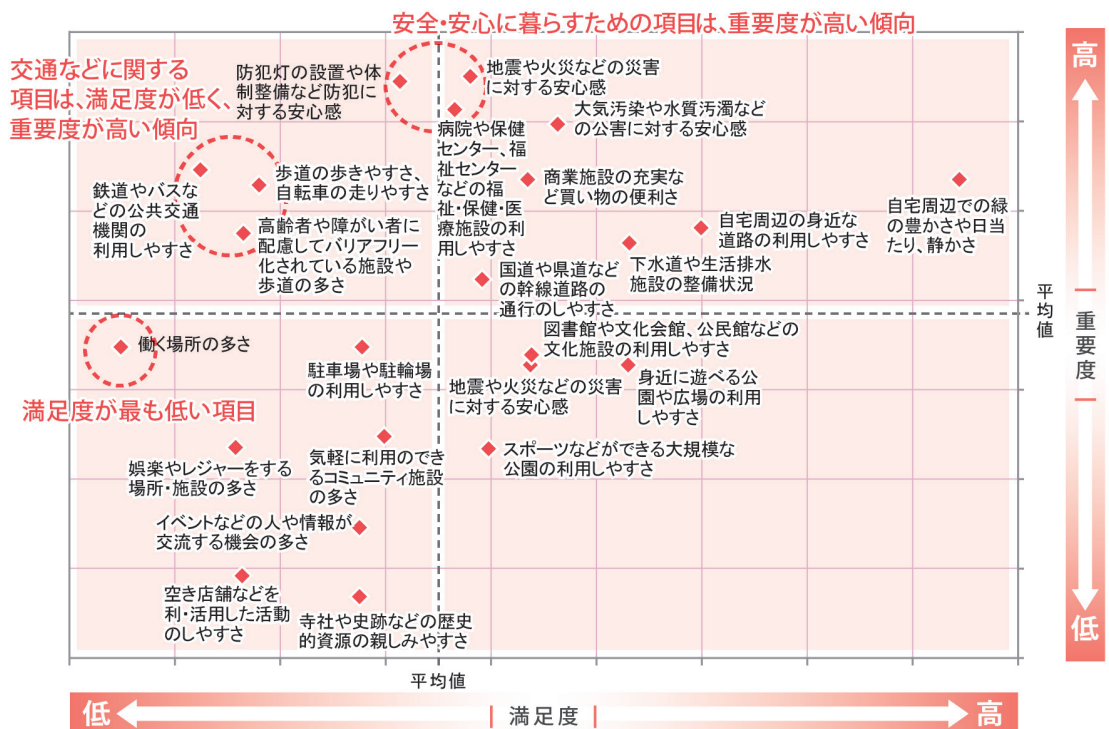 安全・安心に暮らすための項目は、重要度が高い傾向
交通などに関する
項目は、満足度が低く、
重要度が高い傾向
防犯灯の設置や体
制整備など防犯に
対する安心感
地震や火災などの災害
に対する安心感
大気汚染や水質汚濁など
の公害に対する安心感
病院や保健
センター、福
祉センター
などの福
祉・保健・医
療施設の利
用しやすさ
商業施設の充実な
ど買い物の便利さ
鉄道やバスな
どの公共交通
機関の
利用しやすさ
歩道の歩きやすさ、
自転車の走りやすさ
高齢者や障がい者に
配慮してバリアフリー
化されている施設や
歩道の多さ
自宅周辺の身近な
道路の利用しやすさ
自宅周辺での緑
の豊かさや日当
たり、静かさ
下水道や生活排水
施設の整備状況
国道や県道など
の幹線道路の
通行のしやすさ
図書館や文化会館、公民館などの
文化施設の利用しやすさ
働く場所の多さ
満足度が最も低い項目
駐車場や駐輪場
の利用しやすさ
地震や火災などの災害
に対する安心感
身近に遊べる公
園や広場の利用
しやすさ
スポーツなどができる大規模な
公園の利用しやすさ
娯楽やレジャーをする
場所・施設の多さ
気軽に利用のでき
るコミュニティ施設
の多さ
イベントなどの人や情報が
交流する機会の多さ
空き店舗などを
利・活用した活動
のしやすさ
寺社や史跡などの歴史
的資源の親しみやすさ
平均値
高
重要度
低
平均値
低
満足度
高